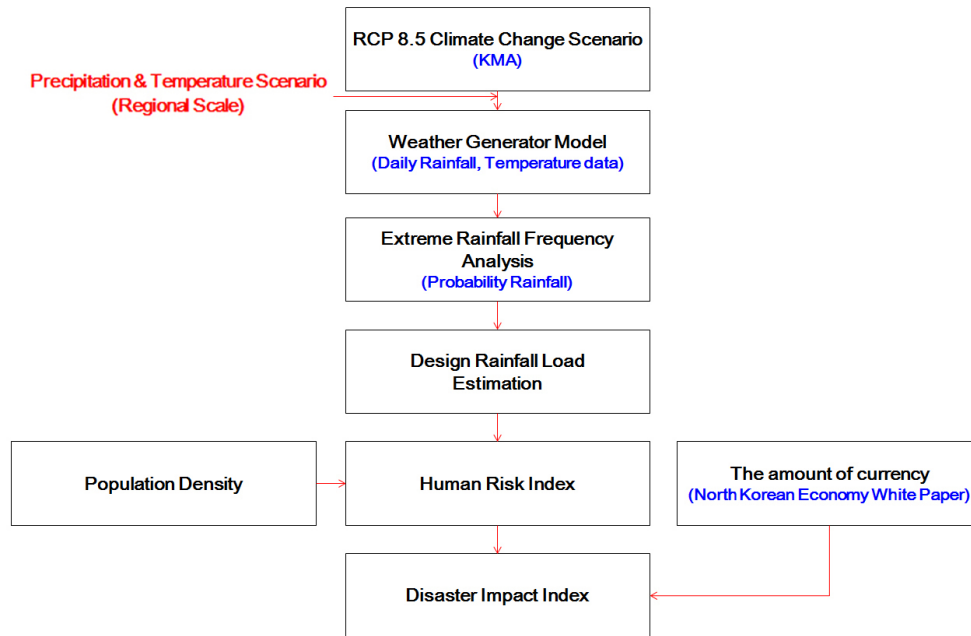 RCP 8.5 Climate Change Scenario
(KMA)
Precipitation & Temperature Scenario
(Regional Scale)
Weather Generator Model
(Daily Rainfall, Temperature data)
Extreme Rainfall Frequency
Analysis
(Probability Rainfall)
Design Rainfall Load
Estimation
Population Density
Human Risk Index
The amount of currency
(North Korean Economy White Paper)
Disaster Impact Index